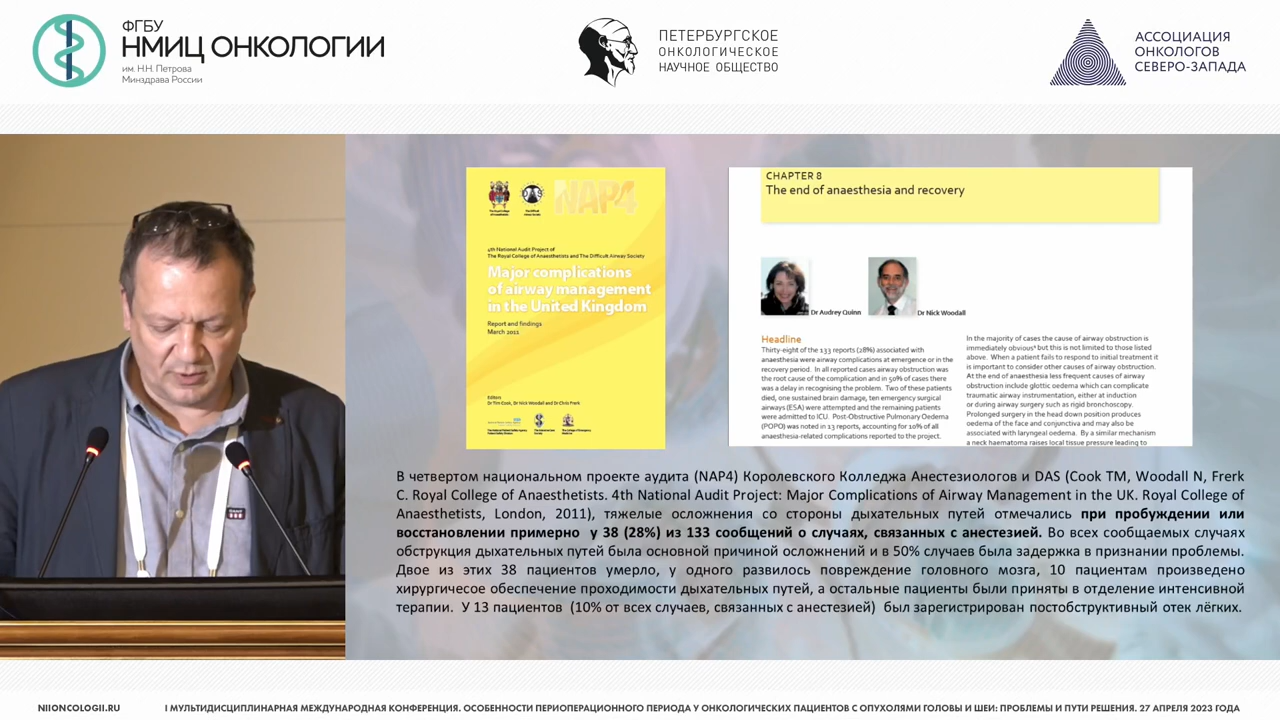 ФГБУ
НМИЦ ОНКОЛОГИИ
им. Н.Н. Петрова
Минздрава России
ПЕТЕРБУРГСКОЕ
ОНКОЛОГИЧЕСКОЕ
НАУЧНОЕ ОБЩЕСТВО
АССОЦИАЦИЯ
ОНКОЛОГОВ
СЕВЕРО-ЗАПАДА
DAS
NAP4
4th National Audit Project of
The Royal College of Anaesthetists and The Difficult Airway Society
Major complications
of airway management
in the United Kingdom
Report and findings
March 2011
Editors
Dr Tim Cook, Dr Nick Woodall and Dr Chris Frerk
CHAPTER 8
The end of anaesthesia and recovery
Dr Audrey Quinn
Dr Nick Woodall
Headline
Thirty-eight of the 133 reports (28%) associated with
anaesthesia were airway complications at emergence or in the
recovery period. In all reported cases airway obstruction was
the root cause of the complication and in 50% of cases there
was a delay in recognising the problem. Two of these patients
died, one sustained brain damage, ten emergency surgical
airways (ESA) were attempted and the remaining patients
were admitted to ICU. Post-Obstructive Pulmonary Oedema
(POPO) was noted in 13 reports, accounting for 10% of all
anaesthesia-related complications reported to the project.
In the majority of cases the cause of airway obstruction is
immediately obvious but this is not limited to those listed
above. When a patient fails to respond to initial treatment it
is important to consider other causes of airway obstruction.
At the end of anaesthesia less frequent causes of airway
obstruction include glottic oedema which can complicate
traumatic airway instrumentation, either at induction
or during airway surgery such as rigid bronchoscopy.
Prolonged surgery in the head down position produces
oedema of the face and conjunctiva and may also be
associated with laryngeal oedema. By a similar mechanism
a neck haematoma raises local tissue pressure leading to
В четвертом национальном проекте аудита (NAP4) Королевского Колледжа Анестезиологов и DAS (Cook TM, Woodall N, Frerk
C. Royal College of Anaesthetists. 4th National Audit Project: Major Complications of Airway Management in the UK. Royal College of
Anaesthetists, London, 2011), тяжелые осложнения со стороны дыхательных путей отмечались при пробуждении или
восстановлении примерно у 38 (28%) из 133 сообщений о случаях, связанных с анестезией. Во всех сообщаемых случаях
обструкция дыхательных путей была основной причиной осложнений и в 50% случаев была задержка в признании проблемы.
Двое из этих 38 пациентов умерло, у одного развилось повреждение головного мозга, 10 пациентам произведено
хирургичесое обеспечение проходимости дыхательных путей, а остальные пациенты были приняты в отделение интенсивной
терапии. У 13 пациентов (10% от всех случаев, связанных с анестезией) был зарегистрирован постобструктивный отек лёгких.
NIIONCOLOGII.RU
I МУЛЬТИДИСЦИПЛИНАРНАЯ МЕЖДУНАРОДНАЯ КОНФЕРЕНЦИЯ. ОСОБЕННОСТИ ПЕРИОПЕРАЦИОННОГО ПЕРИОДА У ОНКОЛОГИЧЕСКИХ ПАЦИЕНТОВ С ОПУХОЛЯМИ ГОЛОВЫ И ШЕИ: ПРОБЛЕМЫ И ПУТИ РЕШЕНИЯ. 27 АПРЕЛЯ 2023 ГОДА